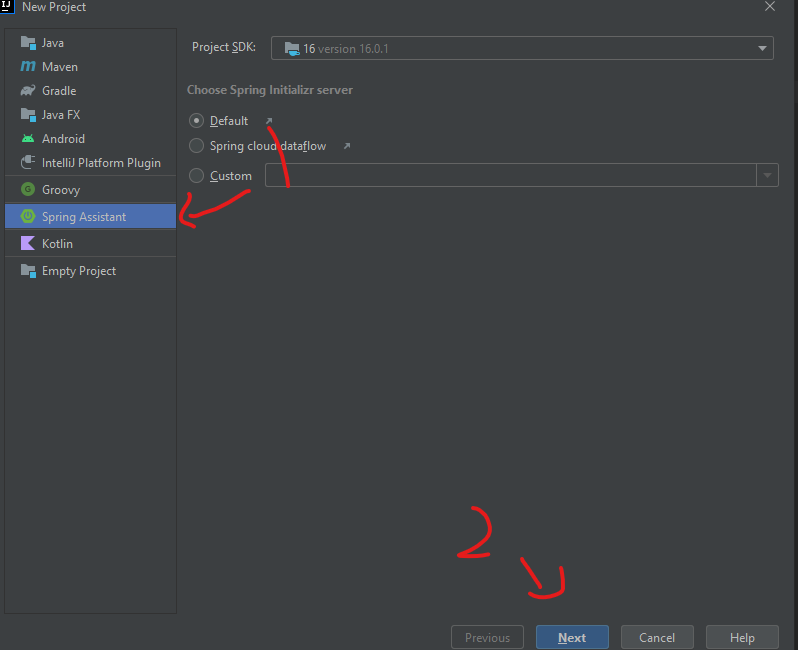 New Project
Java
Maven
Gradle
Java FX
Android
IntelliJ Platform Plugin
Groovy
Spring Assistant
Kotlin
Empty Project
Project SDK: 16 version 16.0.1
Choose Spring Initializr server
Default
Spring cloud dataflow
Custom
1
2
Previous Next Cancel Help